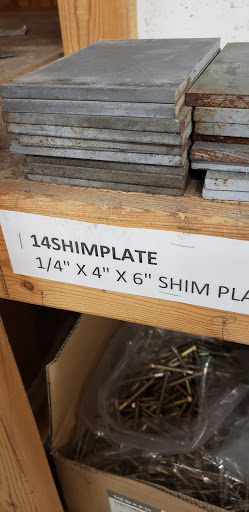 14SHIMPLATE
1/4" X 4" X 6" SHIM PLA